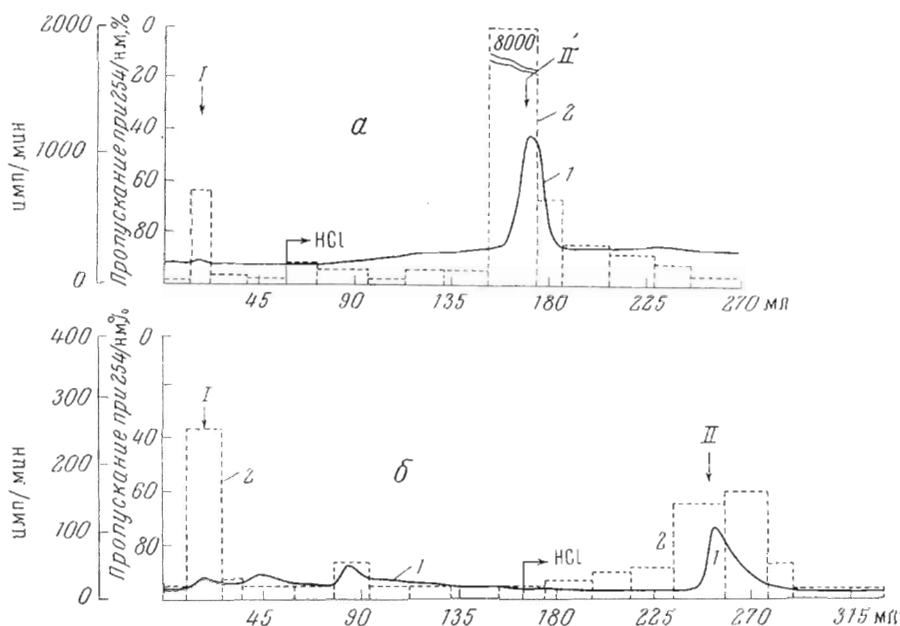 имп/мин
2000
1000
0
Пропускание при 254/нм,%
0
20
40
60
80
I
а
8000
II'
2
1
HCl
45
90
135
180
225
270 мл
имп/мин
400
300
200
100
0
Пропускание при 254/нм,%
0
40
60
80
I
2
б
II
1
HCl
2
1
45
90
135
180
225
270
315 мл